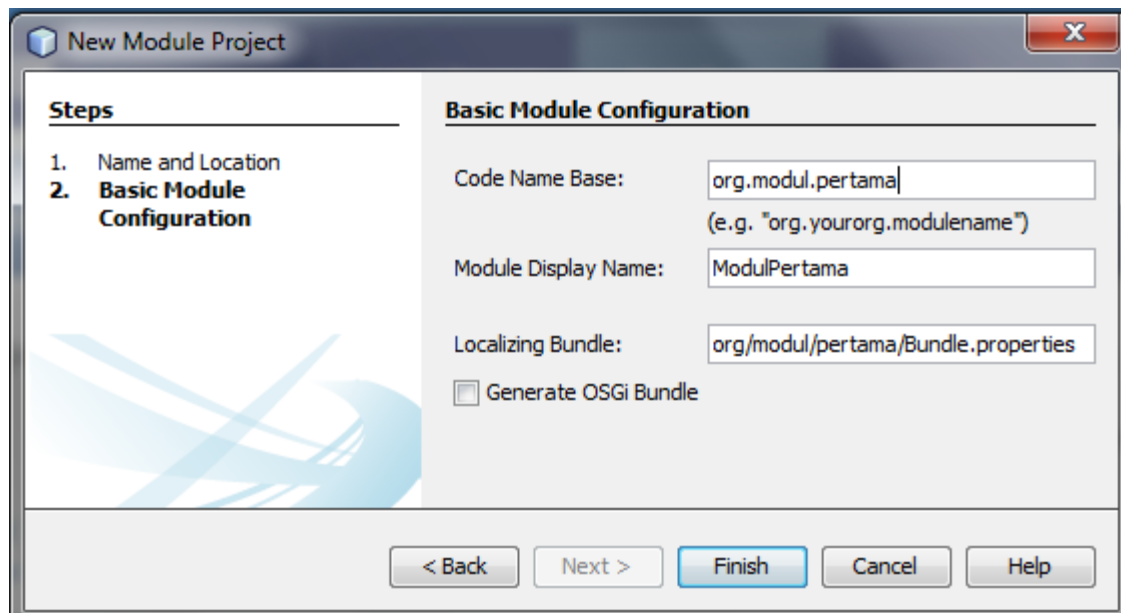 New Module Project
Steps
1. Name and Location
2. Basic Module
Configuration
Basic Module Configuration
Code Name Base: org.modul.pertama
(e.g. "org.yourorg.modulename")
Module Display Name: ModulPertama
Localizing Bundle: org/modul/pertama/Bundle.properties
Generate OSGi Bundle
< Back Next > Finish Cancel Help